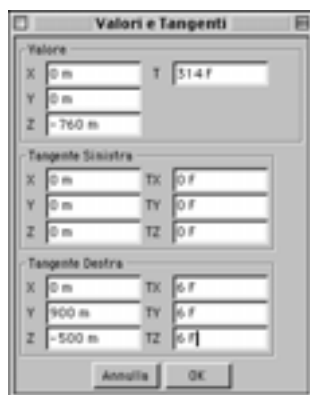 Valori e Tangenti
Valore
X 0 m T 314 F
Y 0 m
Z -760 m
Tangente Sinistra
X 0 m TX 0 F
Y 0 m TY 0 F
Z 0 m TZ 0 F
Tangente Destra
X 0 m TX 6 F
Y 900 m TY 6 F
Z -500 m TZ 6 F
Annulla OK